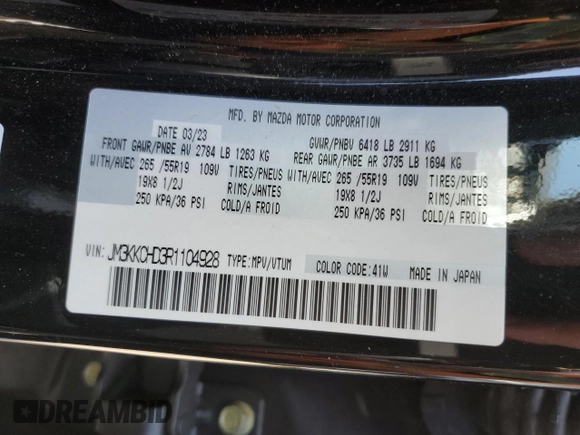 MFD. BY MAZDA MOTOR CORPORATION
DATE 03/23 GVWR/PNBV 6418 LB 2911 KG
FRONT GAWR/PNBE AV 2784 LB 1263 KG REAR GAWR/PNBE AR 3735 LB 1694 KG
WITH/AVEC 265 /55R19 109V TIRES/PNEUS WITH/AVEC 265 /55R19 109V TIRES/PNEUS
19X8 1/2J RIMS/JANTES 19X8 1/2J RIMS/JANTES
250 KPA/36 PSI COLD/A FROID 250 KPA/36 PSI COLD/A FROID
VIN: JM3KKCHD3R1104928 TYPE:MPV/VTUM COLOR CODE:41W MADE IN JAPAN
DREAMBID